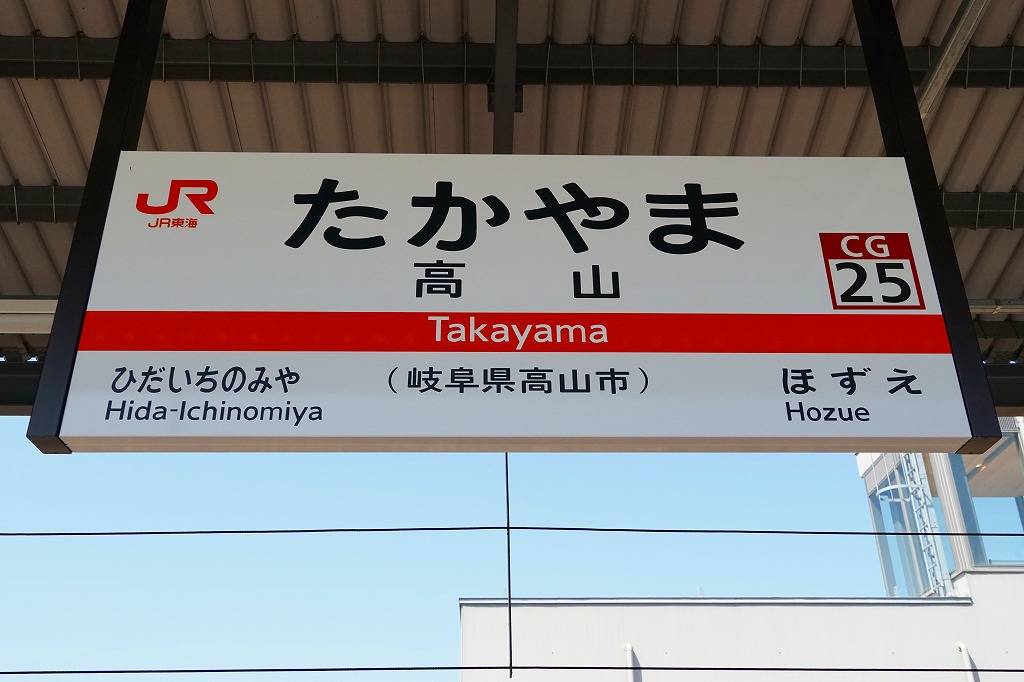 JR
JR東海
たかやま
高山
CG
25
Takayama
ひだいちのみや
Hida-Ichinomiya
（岐阜県高山市）
ほずえ
Hozue